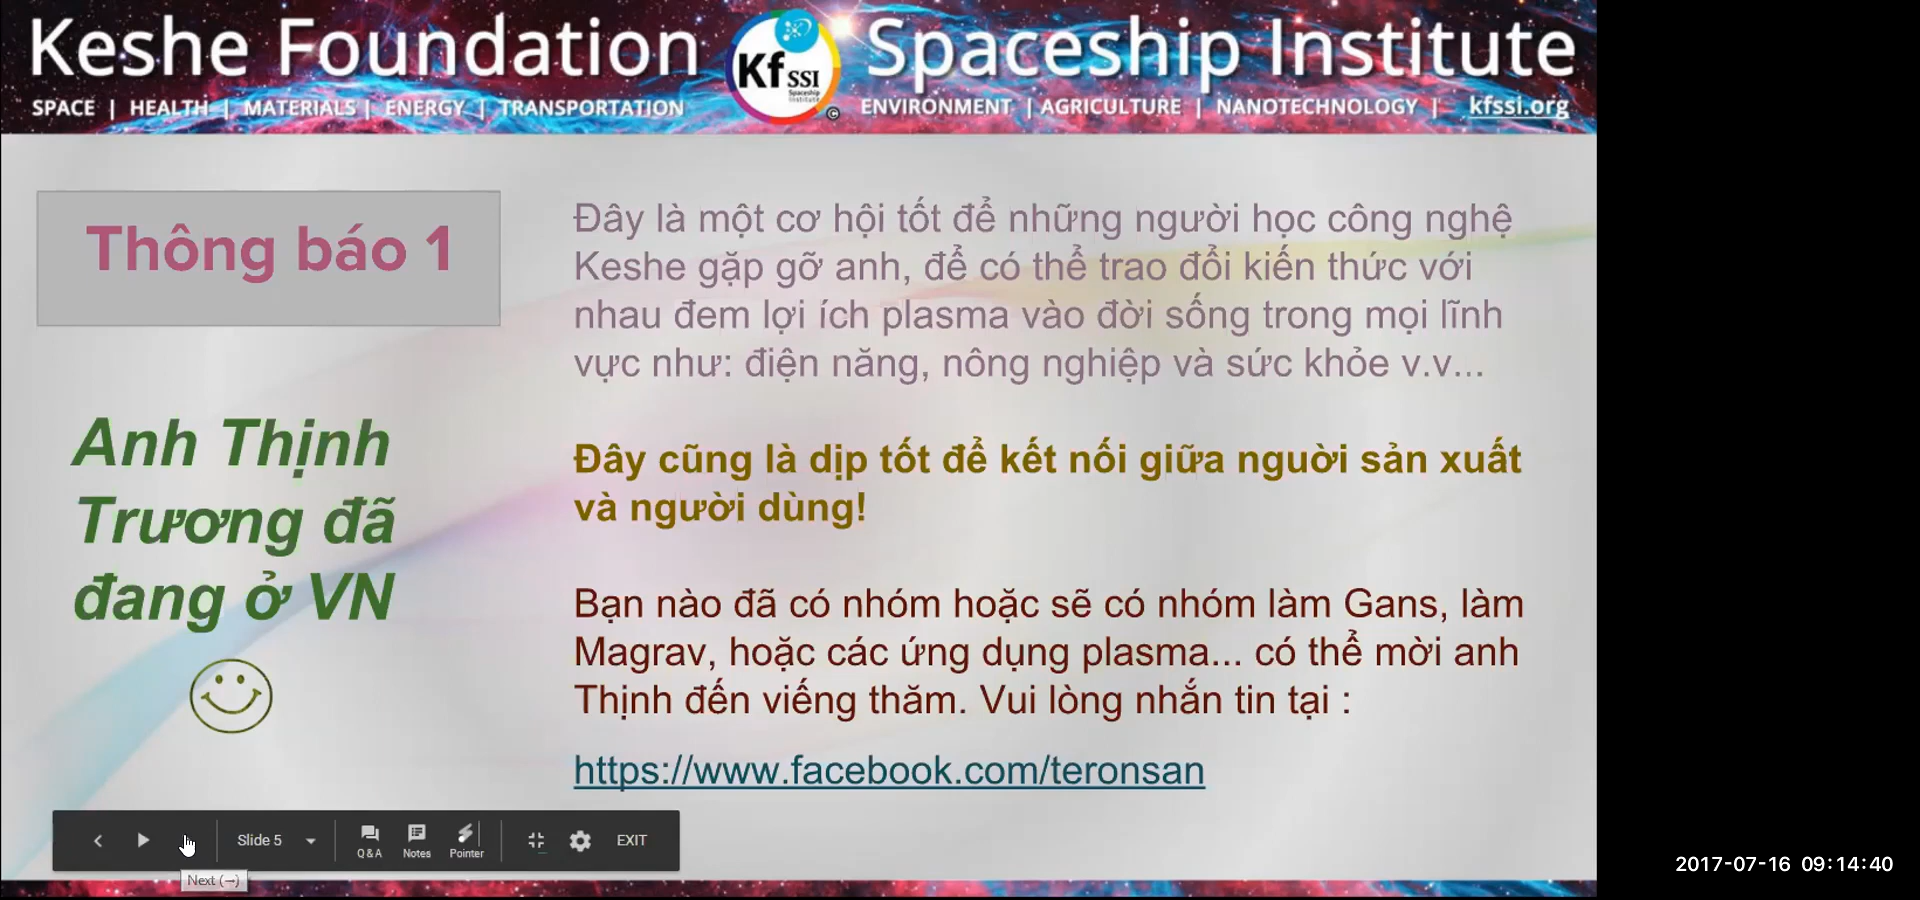 Keshe Foundation
Kf SSI
Spaceship
Institute
©
Spaceship Institute
SPACE | HEALTH | MATERIALS | ENERGY | TRANSPORTATION
ENVIRONMENT | AGRICULTURE | NANOTECHNOLOGY | kfssi.org
Thông báo 1
Anh Thịnh
Trương đã
đang ở VN
Đây là một cơ hội tốt để những người học công nghệ
Keshe gặp gỡ anh, để có thể trao đổi kiến thức với
nhau đem lợi ích plasma vào đời sống trong mọi lĩnh
vực như: điện năng, nông nghiệp và sức khỏe v.v...
Đây cũng là dịp tốt để kết nối giữa nguời sản xuất
và người dùng!
Bạn nào đã có nhóm hoặc sẽ có nhóm làm Gans, làm
Magrav, hoặc các ứng dụng plasma... có thể mời anh
Thịnh đến viếng thăm. Vui lòng nhắn tin tại :
https://www.facebook.com/teronsan
Slide 5
Q & A
Notes
Pointer
EXIT
Next (→)
2017-07-16 09:14:40